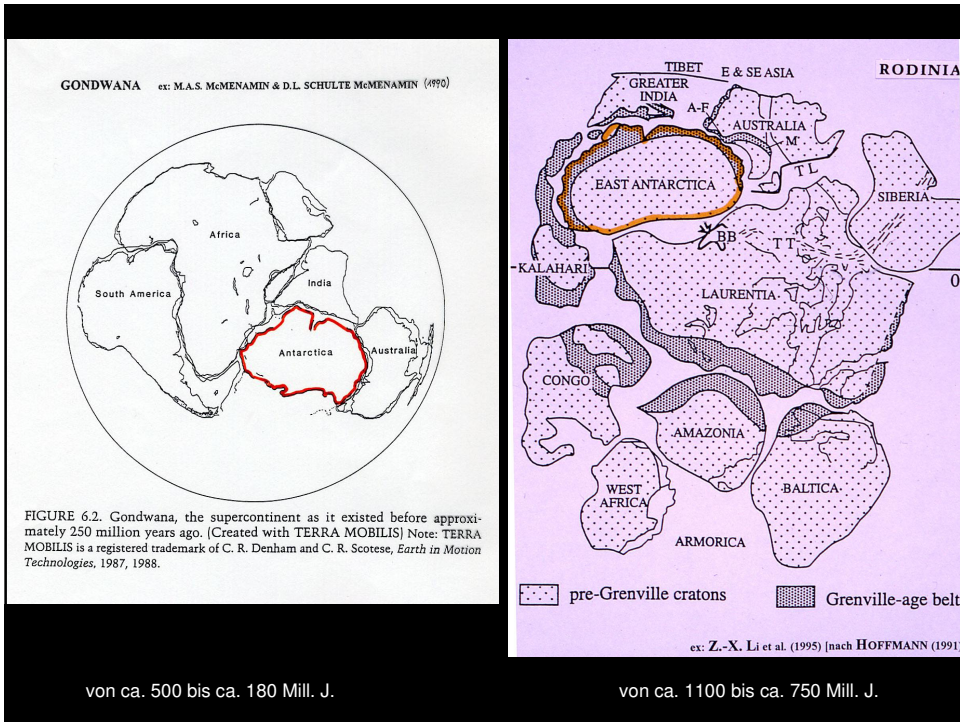 GONDWANA ex: M.A.S. McMENAMIN & D.L. SCHULTE McMENAMIN (1990)
Africa
South America
India
Antarctica
Australia
FIGURE 6.2. Gondwana, the supercontinent as it existed before approxi-
mately 250 million years ago. (Created with TERRA MOBILIS) Note: TERRA
MOBILIS is a registered trademark of C. R. Denham and C. R. Scotese, Earth in Motion
Technologies, 1987, 1988.
von ca. 500 bis ca. 180 Mill. J.
RODINIA
TIBET
E & SE ASIA
GREATER
INDIA
A-F
AUSTRALIA
M
EAST ANTARCTICA
T L
SIBERIA
BB
T T
KALAHARI
V
0
LAURENTIA
CONGO
AMAZONIA
WEST
AFRICA
BALTICA
ARMORICA
pre-Grenville cratons
Grenville-age belt
ex: Z.-X. Li et al. (1995) [nach HOFFMANN (1991)
von ca. 1100 bis ca. 750 Mill. J.